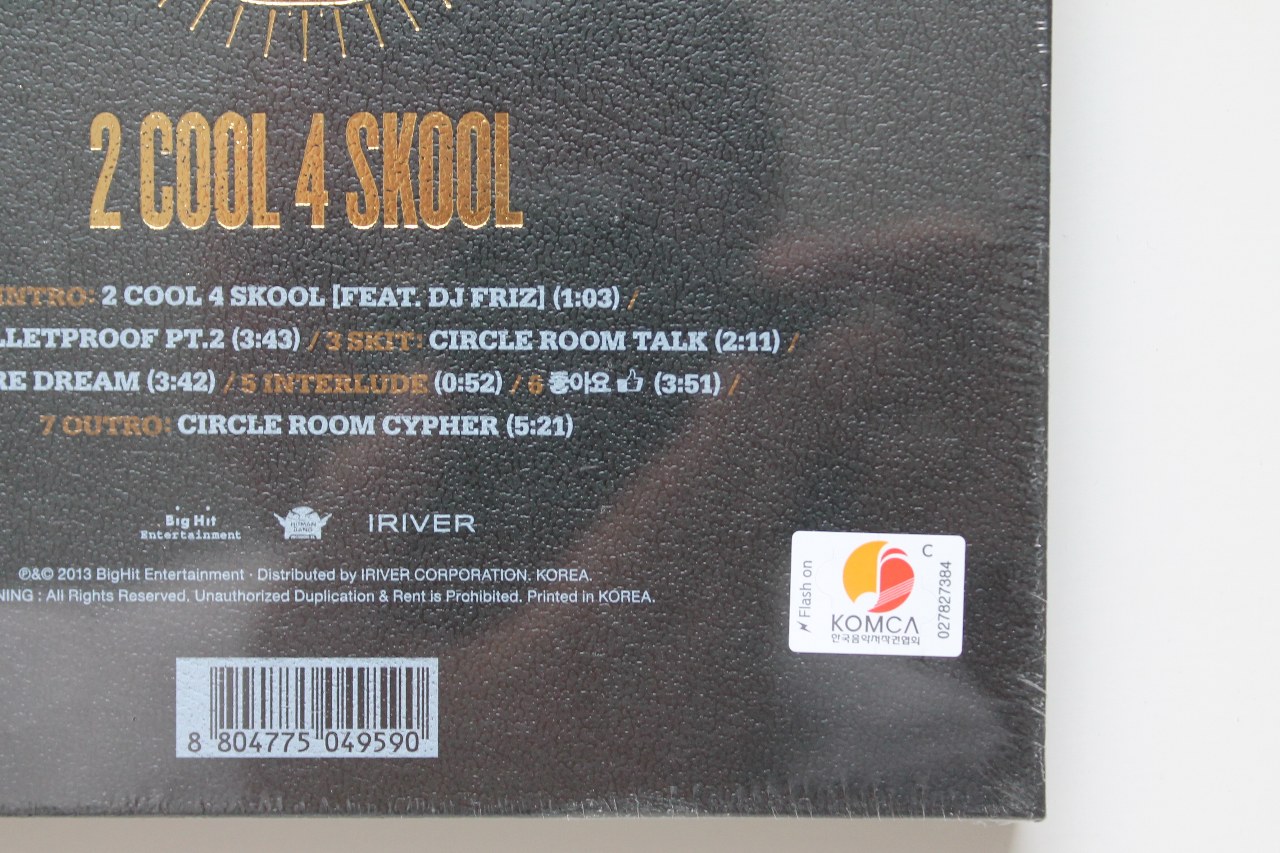 2 COOL 4 SKOOL
INTRO: 2 COOL 4 SKOOL [FEAT. DJ FRIZ] (1:03) /
LLETPROOF PT.2 (3:43) / 3 SKIT: CIRCLE ROOM TALK (2:11) /
RE DREAM (3:42) / 5 INTERLUDE (0:52) / 6 좋아요 👍 (3:51) /
7 OUTRO: CIRCLE ROOM CYPHER (5:21)
Big Hit
Entertainment
HITMAN
BANG
IRIVER
℗&© 2013 BigHit Entertainment · Distributed by IRIVER CORPORATION. KOREA.
NING : All Rights Reserved. Unauthorized Duplication & Rent is Prohibited. Printed in KOREA.
8 804775 049590
Flash on
C
KOMCA
한국음악저작권협회
027827384